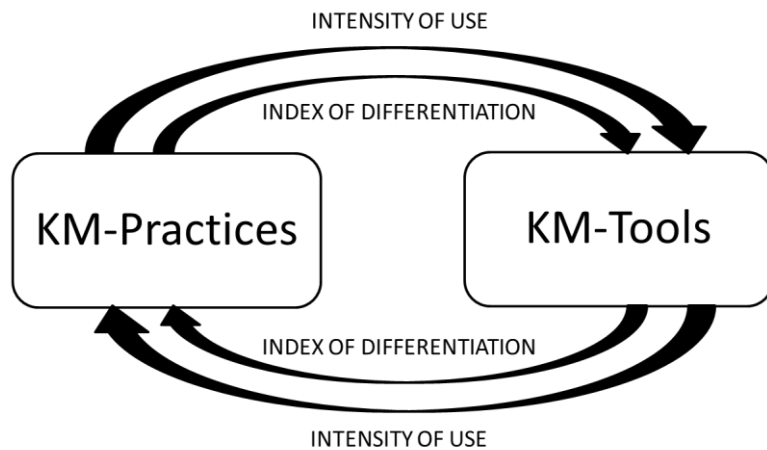 INTENSITY OF USE
INDEX OF DIFFERENTIATION
KM-Practices
KM-Tools
INDEX OF DIFFERENTIATION
INTENSITY OF USE